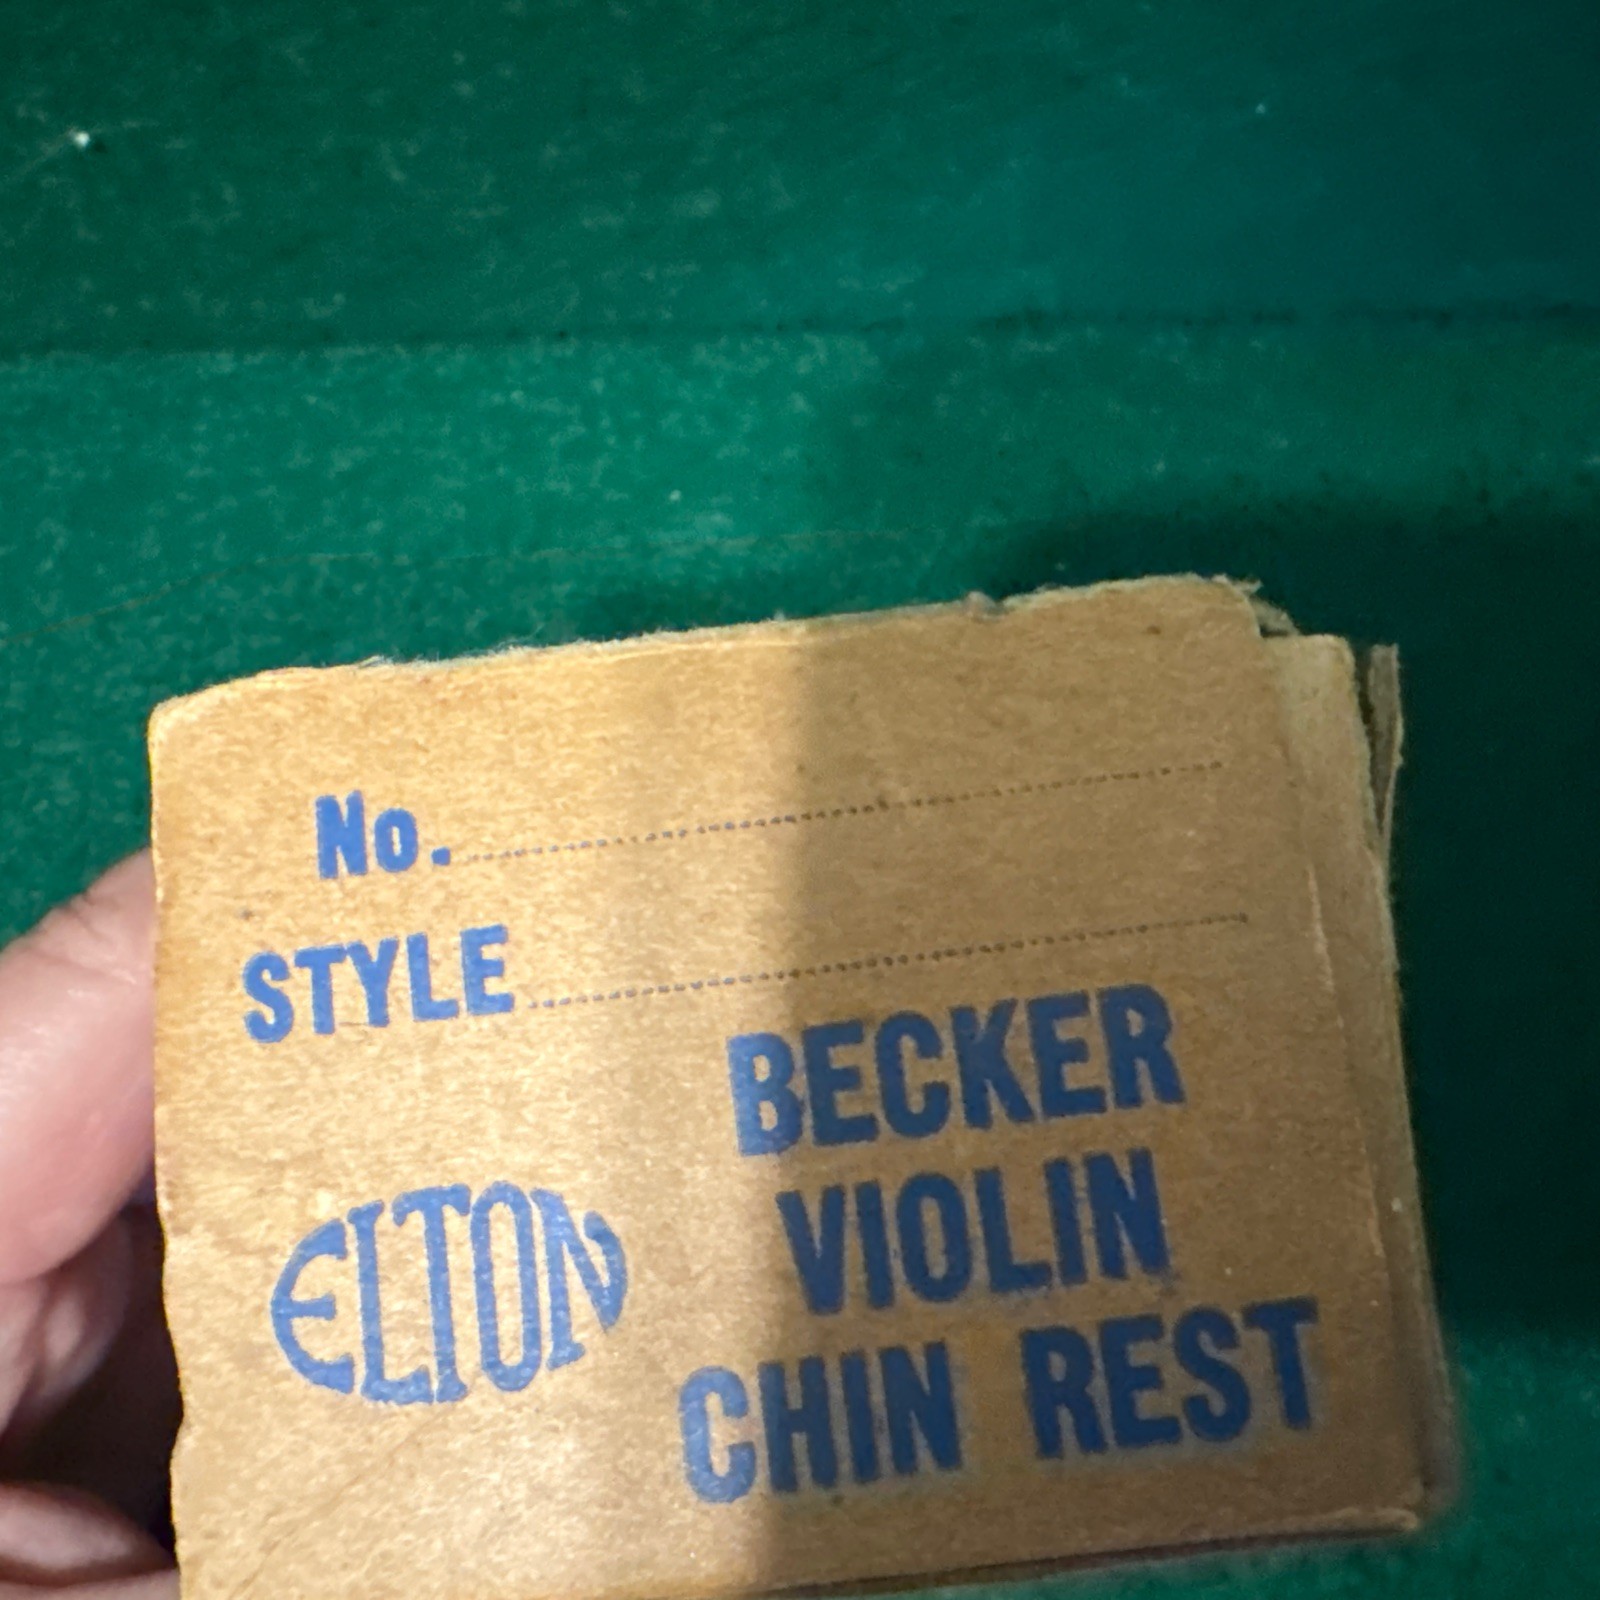 No. ..........
STYLE ..........
BECKER
VIOLIN
ELTON
CHIN REST